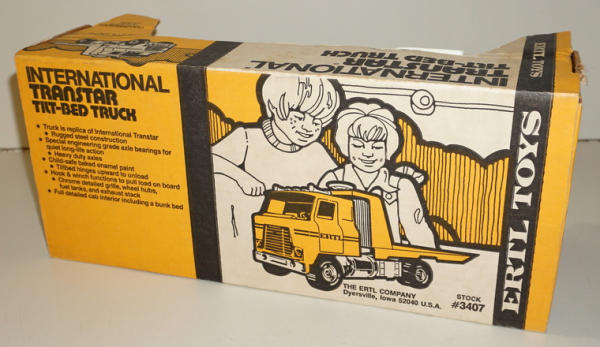 INTERNATIONAL
TRANSTAR
TILT-BED TRUCK
ERTL TOYS
INTERNATIONAL
TRANSTAR
TILT-BED TRUCK
• Truck is replica of International Transtar
• Rugged steel construction
• Special engineering grade axle bearings for
quiet long-life action
• Heavy duty axles
• Child-safe baked enamel paint
• Tiltbed hinges upward to unload
• Hook & winch functions to pull load on board
• Chrome detailed grille, wheel hubs,
fuel tanks, and exhaust stack
• Full detailed cab interior including a bunk bed
ERTL
THE ERTL COMPANY
Dyersville, Iowa 52040 U.S.A.
STOCK
#3407
ERTL TOYS